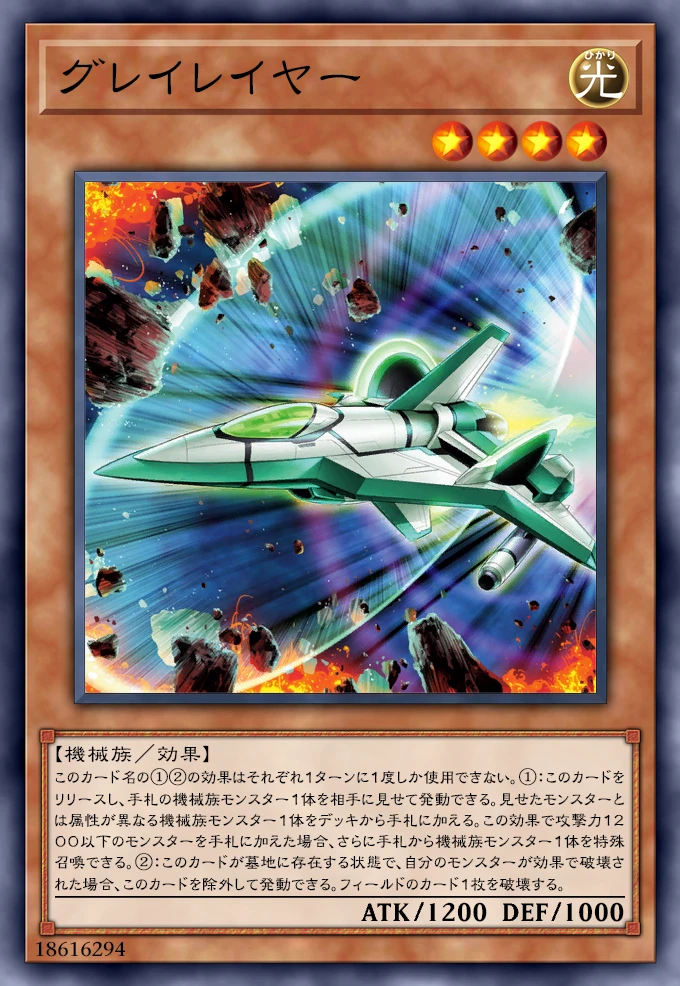 グレイレイヤー
ひかり
光
【機械族／効果】
このカード名の①②の効果はそれぞれ1ターンに1度しか使用できない。①：このカードを
リリースし、手札の機械族モンスター1体を相手に見せて発動できる。見せたモンスターと
は属性が異なる機械族モンスター1体をデッキから手札に加える。この効果で攻撃力12
００以下のモンスターを手札に加えた場合、さらに手札から機械族モンスター1体を特殊
召喚できる。②：このカードが墓地に存在する状態で、自分のモンスターが効果で破壊さ
れた場合、このカードを除外して発動できる。フィールドのカード1枚を破壊する。
ATK/1200 DEF/1000
18616294